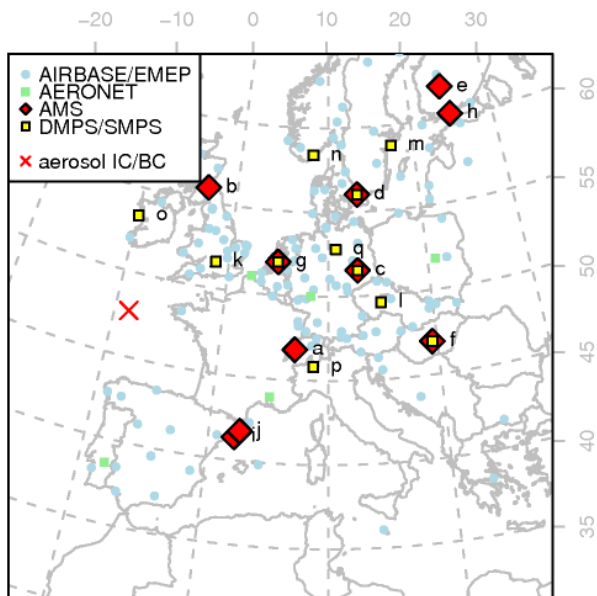 −20 −10 0 10 20 30
AIRBASE/EMEP
AERONET
AMS
DMPS/SMPS
aerosol IC/BC
60
55
50
45
40
35
e
h
m
n
b
d
o
q
k
g
c
l
f
a
p
ij